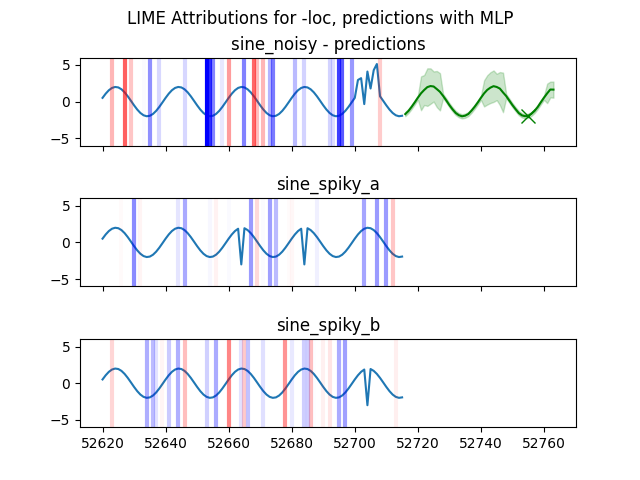 LIME Attributions for -loc, predictions with MLP
sine_noisy - predictions
5
0
−5
sine_spiky_a
5
0
−5
sine_spiky_b
5
0
−5
52620 52640 52660 52680 52700 52720 52740 52760